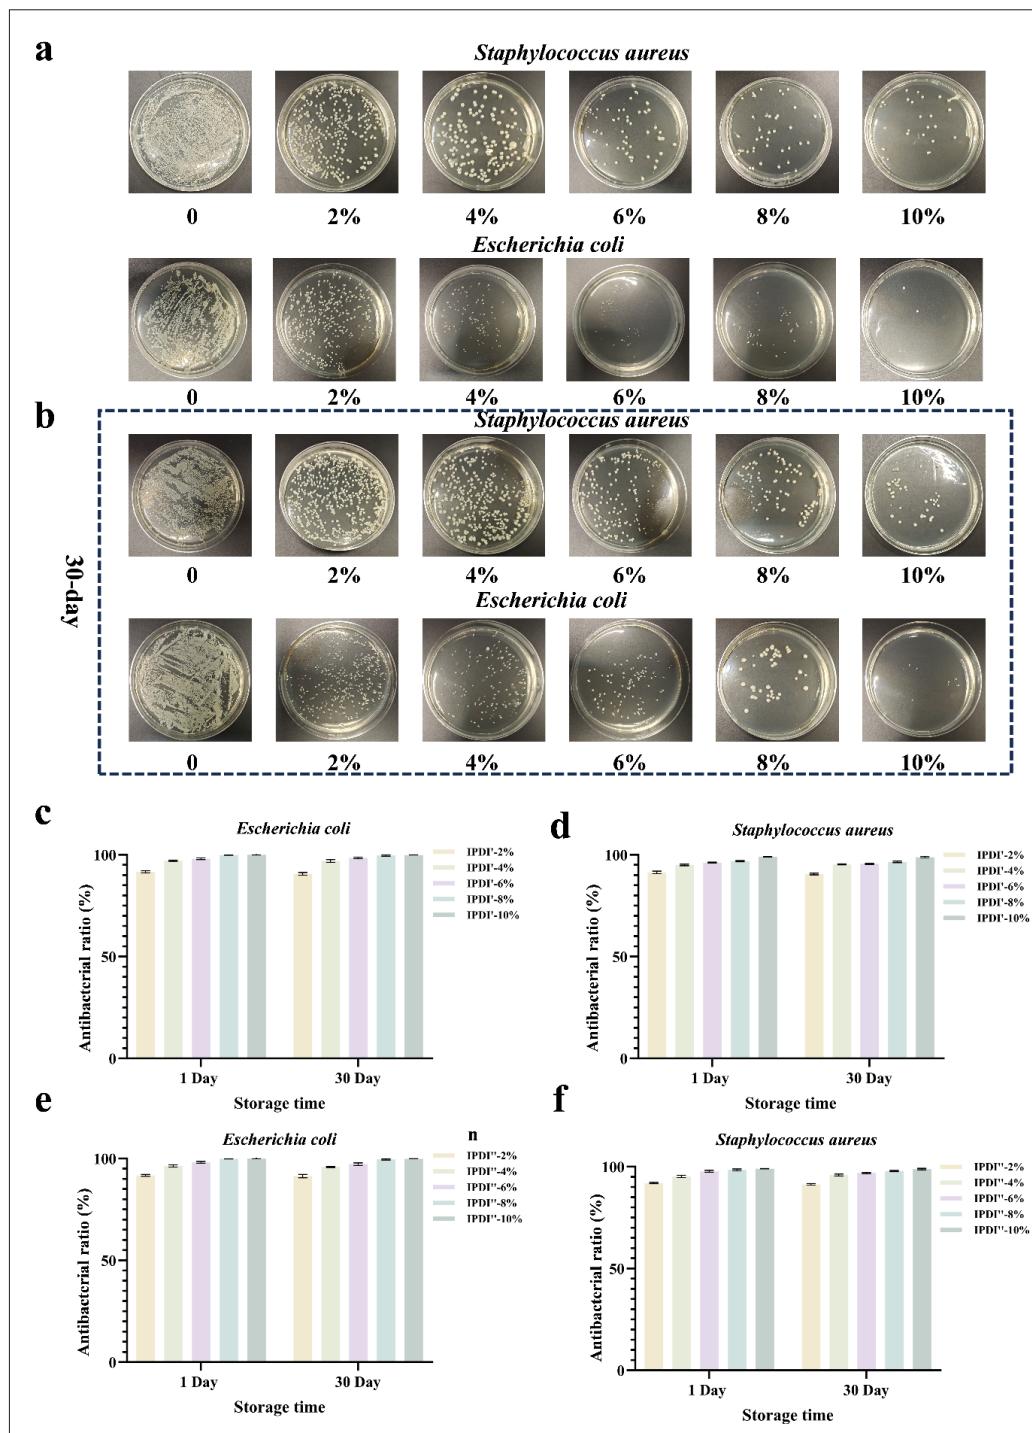 a
Staphylococcus aureus
0 2% 4% 6% 8% 10%
Escherichia coli
0 2% 4% 6% 8% 10%
b
30-day
Staphylococcus aureus
0 2% 4% 6% 8% 10%
Escherichia coli
0 2% 4% 6% 8% 10%
c
Escherichia coli
Antibacterial ratio (%)
100
50
0
1 Day 30 Day
Storage time
IPDI'-2%
IPDI'-4%
IPDI'-6%
IPDI'-8%
IPDI'-10%
d
Staphylococcus aureus
Antibacterial ratio (%)
100
50
0
1 Day 30 Day
Storage time
IPDI'-2%
IPDI'-4%
IPDI'-6%
IPDI'-8%
IPDI'-10%
e
Escherichia coli
n
Antibacterial ratio (%)
100
50
0
1 Day 30 Day
Storage time
IPDI''-2%
IPDI''-4%
IPDI''-6%
IPDI''-8%
IPDI''-10%
f
Staphylococcus aureus
Antibacterial ratio (%)
100
50
0
1 Day 30 Day
Storage time
IPDI''-2%
IPDI''-4%
IPDI''-6%
IPDI''-8%
IPDI''-10%